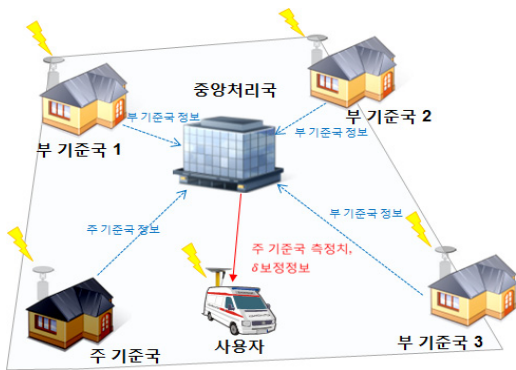 중앙처리국
부 기준국 2
부 기준국 정보
부 기준국 정보
부 기준국 1
부 기준국 정보
주 기준국 정보
주 기준국 측정치,
δ보정정보
주 기준국
사용자
부 기준국 3